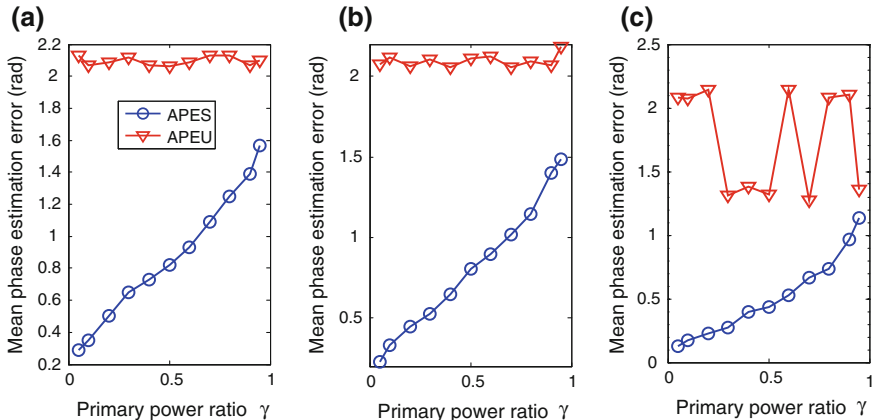 (a)
Mean phase estimation error (rad)
2.2
2
1.8
1.6
1.4
1.2
1
0.8
0.6
0.4
0.2
APES
APEU
0
0.5
1
Primary power ratio γ
(b)
Mean phase estimation error (rad)
2
1.5
1
0.5
0
0.5
1
Primary power ratio γ
(c)
Mean phase estimation error (rad)
2.5
2
1.5
1
0.5
0
0
0.5
1
Primary power ratio γ